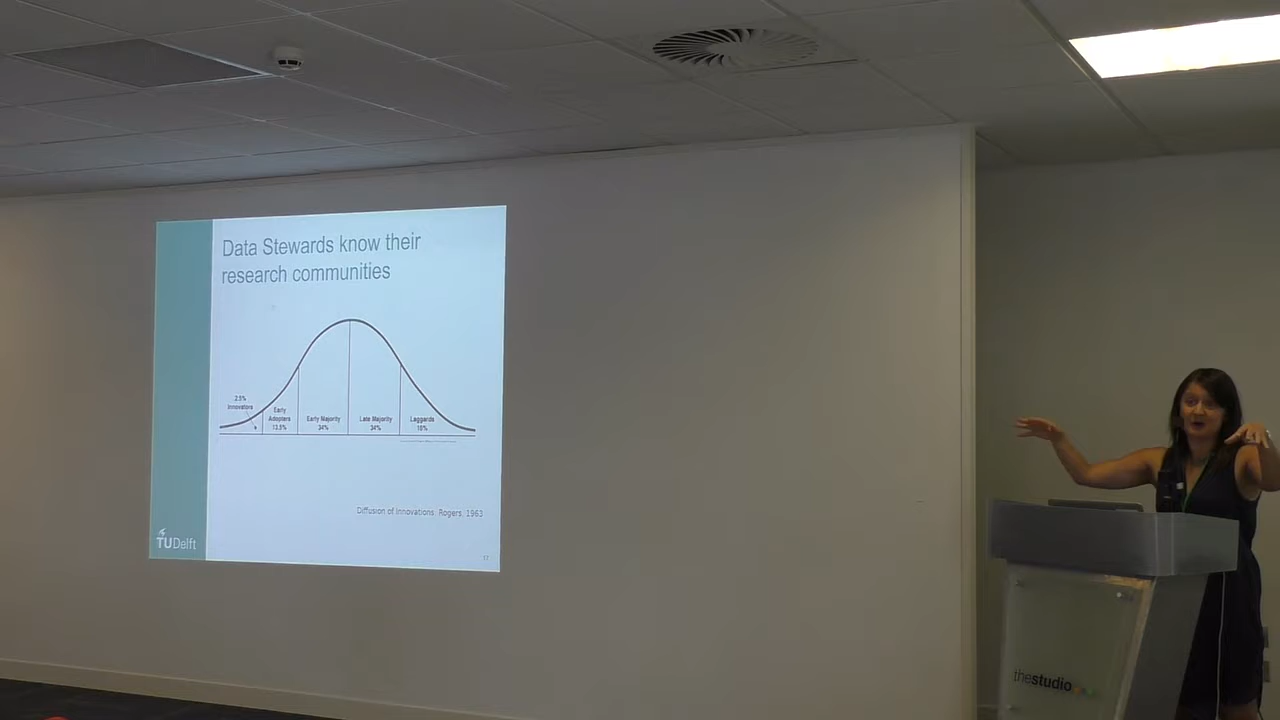 Data Stewards know their
research communities
2.5%
Innovators
Early
Adopters
13.5%
Early Majority
34%
Late Majority
34%
Laggards
16%
Diffusion of Innovations, Rogers, 1963
TUDelft
17
thestudio